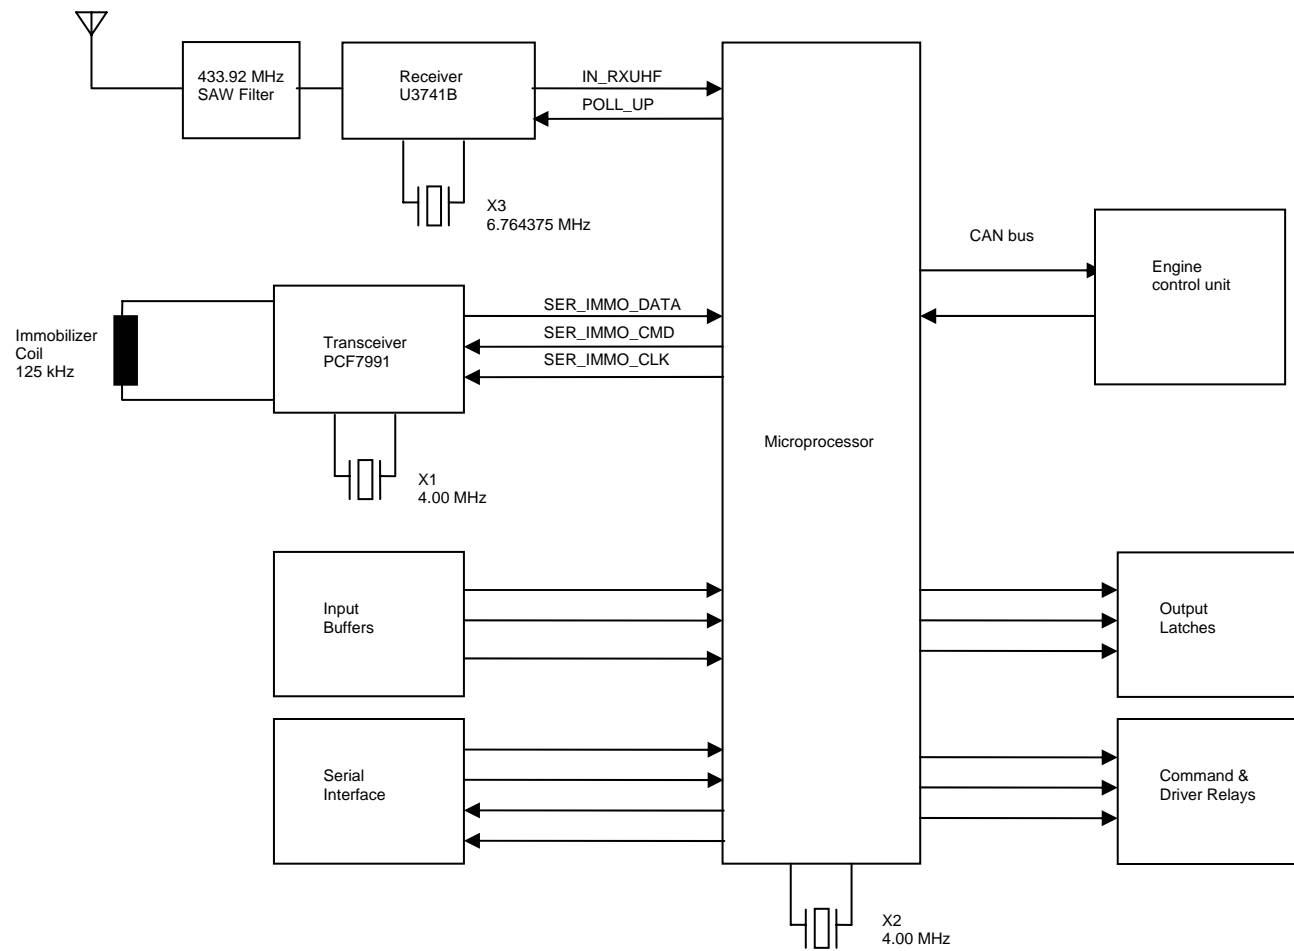 433.92 MHz
SAW Filter
Receiver
U3741B
IN_RXUHF
POLL_UP
X3
6.764375 MHz
CAN bus
Engine
control unit
Immobilizer
Coil
125 kHz
Transceiver
PCF7991
SER_IMMO_DATA
SER_IMMO_CMD
SER_IMMO_CLK
X1
4.00 MHz
Microprocessor
Input
Buffers
Output
Latches
Serial
Interface
Command &
Driver Relays
X2
4.00 MHz